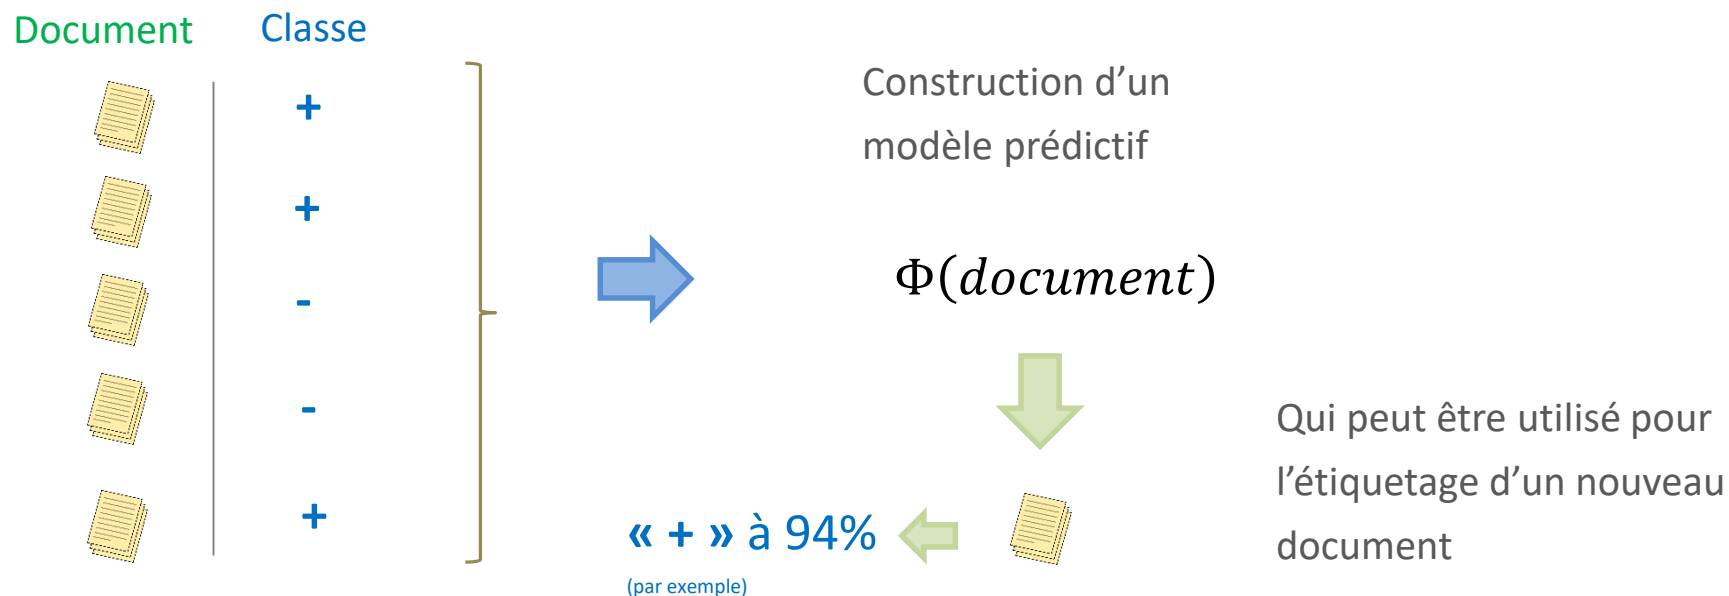 Document Classe
+
+
-
-
+
Construction d’un
modèle prédictif
Φ(document)
Qui peut être utilisé pour
l’étiquetage d’un nouveau
document
« + » à 94%
(par exemple)